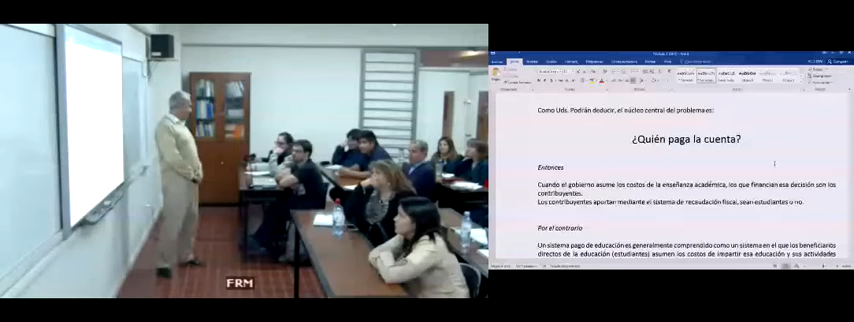 FRM
Como Uds. Podrán deducir, el núcleo central del problema es:
¿Quién paga la cuenta?
Entonces
Cuando el gobierno asume los costos de la enseñanza académica, los que financian esa decisión son los
contribuyentes.
Los contribuyentes aportan mediante el sistema de recaudación fiscal, sean estudiantes o no.
Por el contrario
Un sistema pago de educación es generalmente comprendido como un sistema en el que los beneficiarios
directos de la educación (estudiantes) asumen los costos de impartir esa educación y sus actividades